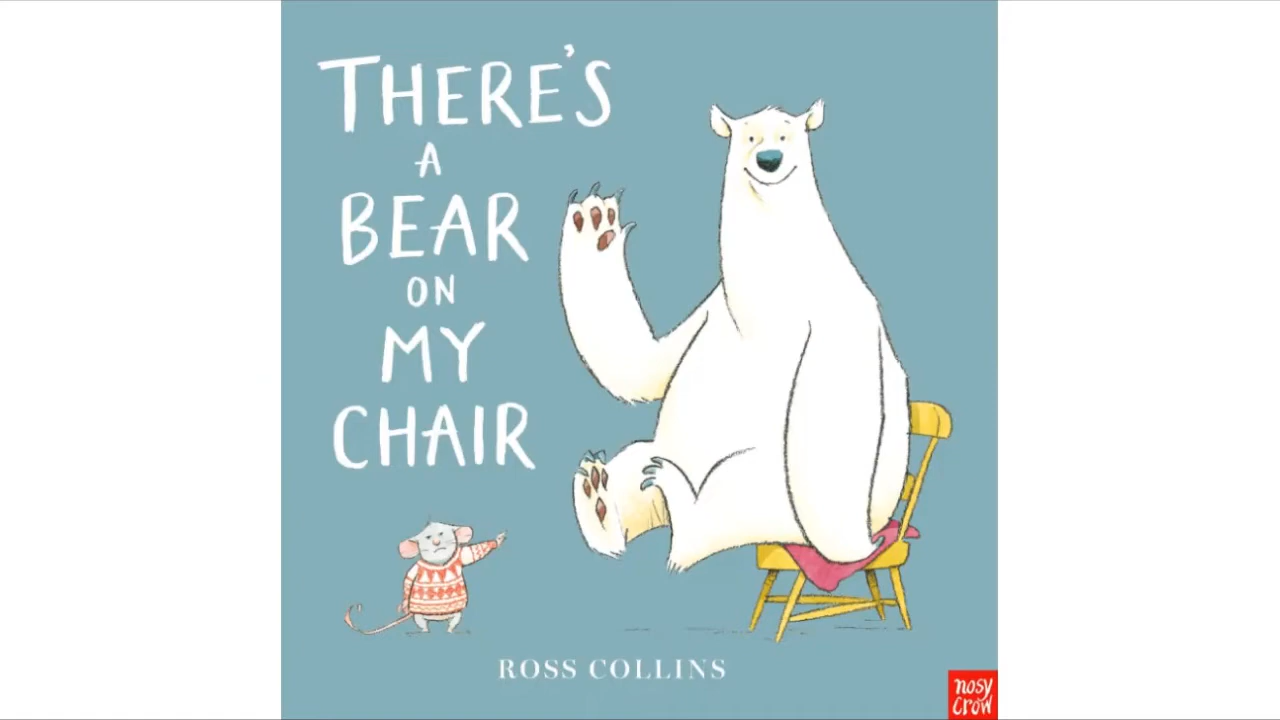 THERE'S
A
BEAR
ON
MY
CHAIR
ROSS COLLINS
nosy
crow